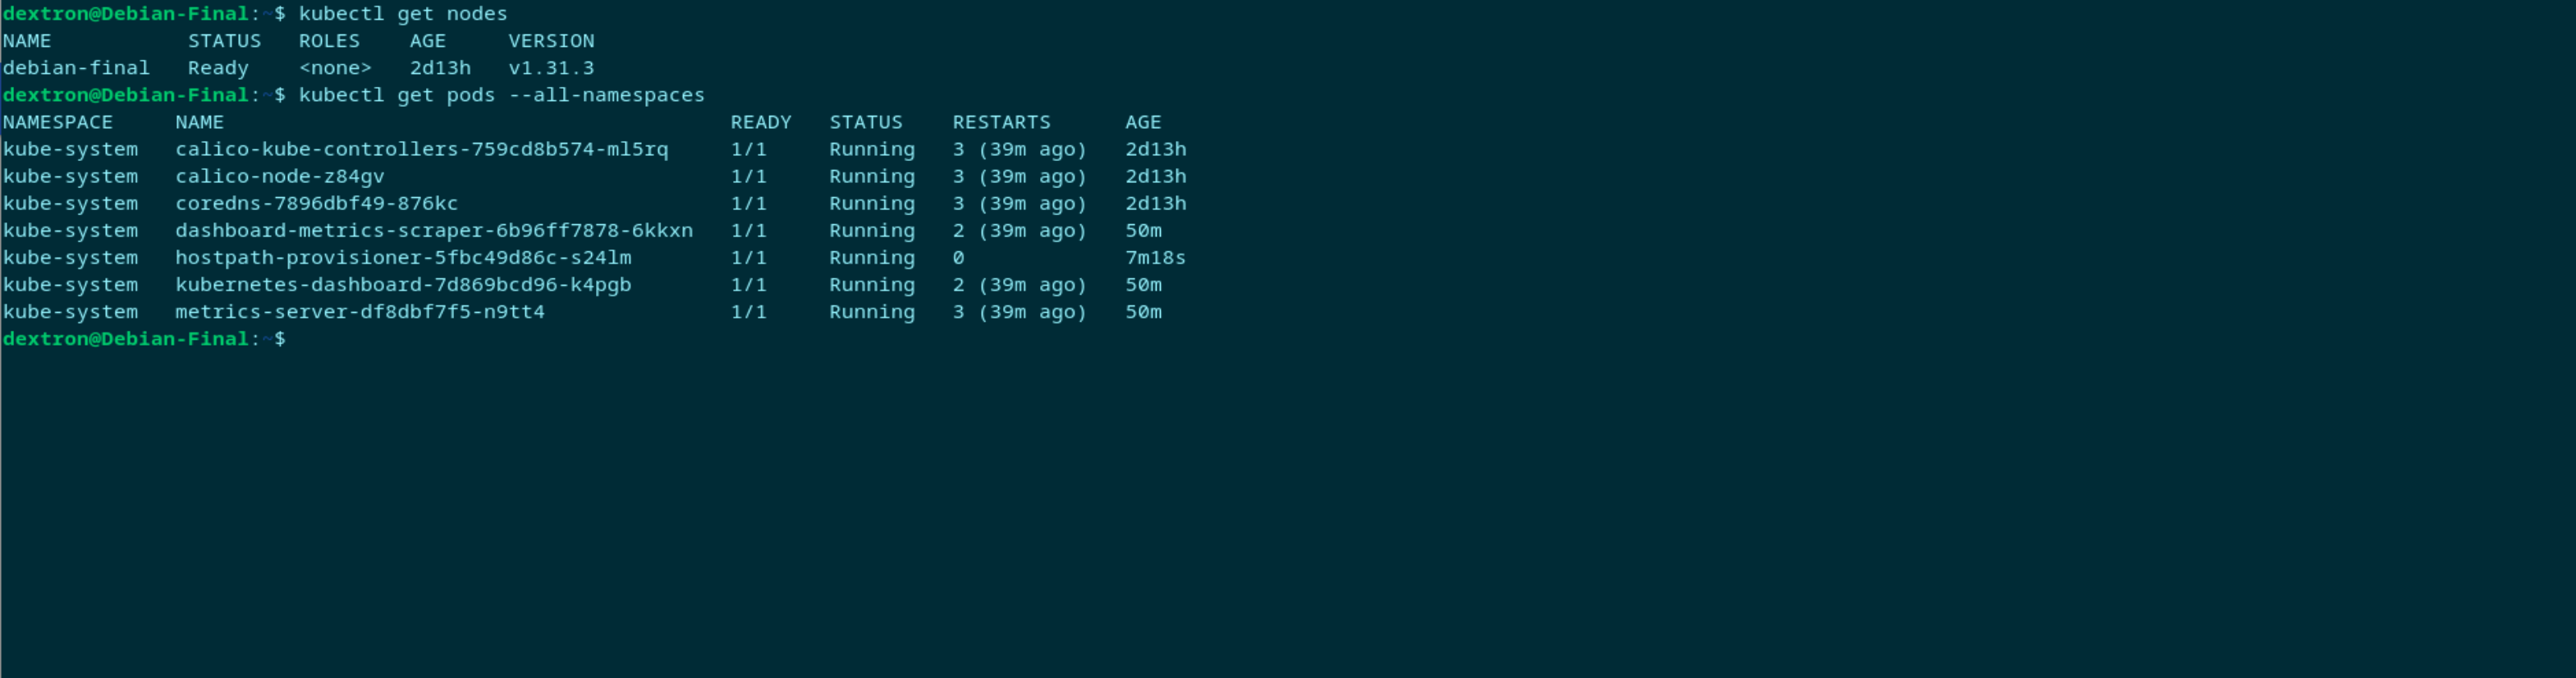 dextron@Debian-Final:~$ kubectl get nodes
NAME           STATUS   ROLES    AGE     VERSION
debian-final   Ready    <none>   2d13h   v1.31.3
dextron@Debian-Final:~$ kubectl get pods --all-namespaces
NAMESPACE     NAME                                         READY   STATUS    RESTARTS      AGE
kube-system   calico-kube-controllers-759cd8b574-ml5rq     1/1     Running   3 (39m ago)   2d13h
kube-system   calico-node-z84gv                            1/1     Running   3 (39m ago)   2d13h
kube-system   coredns-7896dbf49-876kc                      1/1     Running   3 (39m ago)   2d13h
kube-system   dashboard-metrics-scraper-6b96ff7878-6kkxn   1/1     Running   2 (39m ago)   50m
kube-system   hostpath-provisioner-5fbc49d86c-s24lm        1/1     Running   0             7m18s
kube-system   kubernetes-dashboard-7d869bcd96-k4pgb        1/1     Running   2 (39m ago)   50m
kube-system   metrics-server-df8dbf7f5-n9tt4               1/1     Running   3 (39m ago)   50m
dextron@Debian-Final:~$